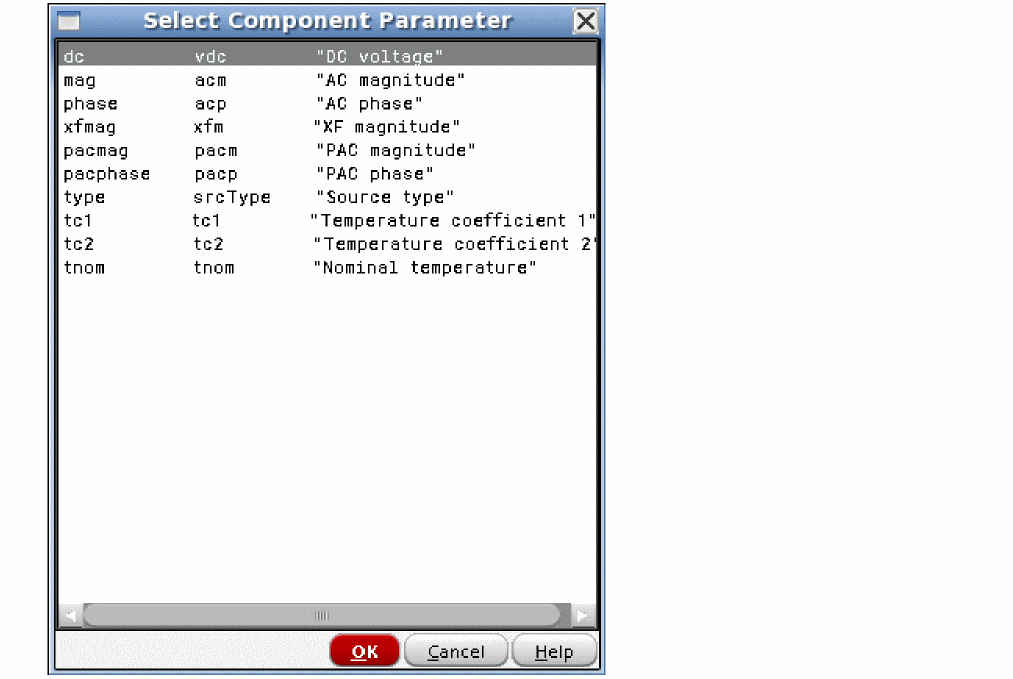 Select Component Parameter
dc vdc "DC voltage"
mag acm "AC magnitude"
phase acp "AC phase"
xfmag xfm "XF magnitude"
pacmag pacm "PAC magnitude"
pacphase pacp "PAC phase"
type srcType "Source type"
tc1 tc1 "Temperature coefficient 1"
tc2 tc2 "Temperature coefficient 2"
tnom tnom "Nominal temperature"
OK Cancel Help